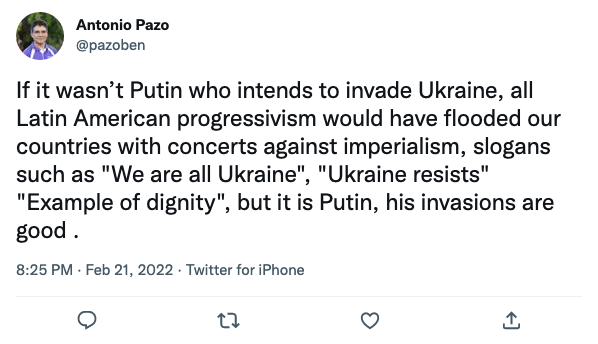 Antonio Pazo
@pazoben
If it wasn’t Putin who intends to invade Ukraine, all
Latin American progressivism would have flooded our
countries with concerts against imperialism, slogans
such as "We are all Ukraine", "Ukraine resists"
"Example of dignity", but it is Putin, his invasions are
good .
8:25 PM · Feb 21, 2022 · Twitter for iPhone